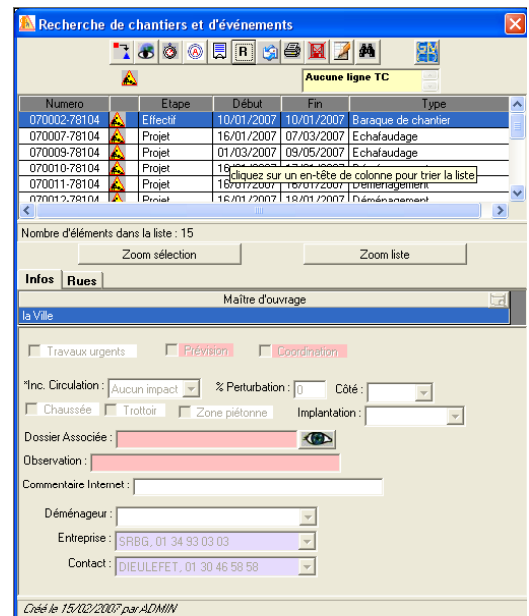 Recherche de chantiers et d'événements
R
Aucune ligne TC
Numero Etape Début Fin Type
070002-78104 Effectif 10/01/2007 10/01/2007 Baraque de chantier
070007-78104 Projet 16/01/2007 07/03/2007 Echafaudage
070009-78104 Projet 01/03/2007 09/05/2007 Echafaudage
070010-78104 Projet
cliquez sur un en-tête de colonne pour trier la liste
070011-78104 Projet 16/01/2007 16/01/2007 Déménagement
070012-78104 Projet 16/01/2007 18/01/2007 Déménagement
Nombre d'éléments dans la liste : 15
Zoom sélection Zoom liste
Infos Rues
Maître d'ouvrage
la Ville
Travaux urgents Prévision Coordination
*Inc. Circulation : Aucun impact % Perturbation : 0 Côté :
Chaussée Trottoir Zone piétonne Implantation :
Dossier Associée :
Observation :
Commentaire Internet :
Déménageur :
Entreprise : SRBG, 01 34 93 03 03
Contact : DIEULEFET, 01 30 46 58 58
Créé le 15/02/2007 par ADMIN